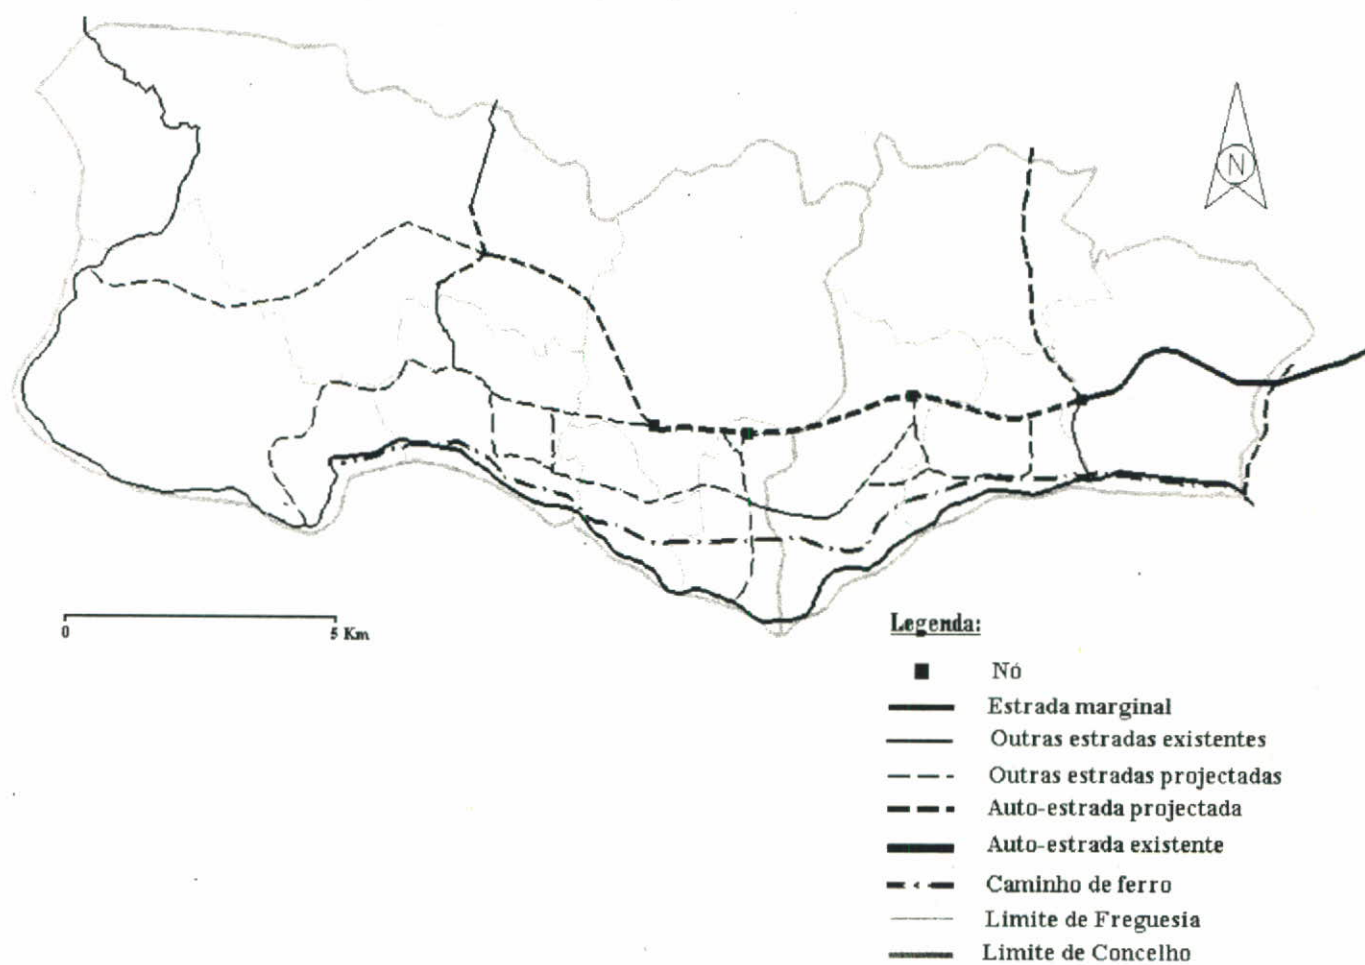 N
0 5 Km
Legenda:
Nó
Estrada marginal
Outras estradas existentes
Outras estradas projectadas
Auto-estrada projectada
Auto-estrada existente
Caminho de ferro
Limite de Freguesia
Limite de Concelho